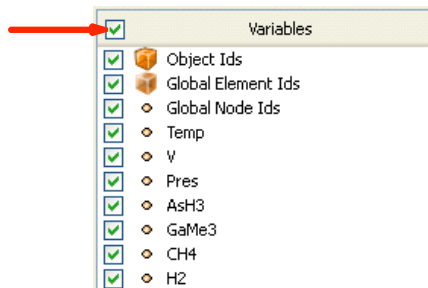 Variables
Object Ids
Global Element Ids
Global Node Ids
Temp
V
Pres
AsH3
GaMe3
CH4
H2